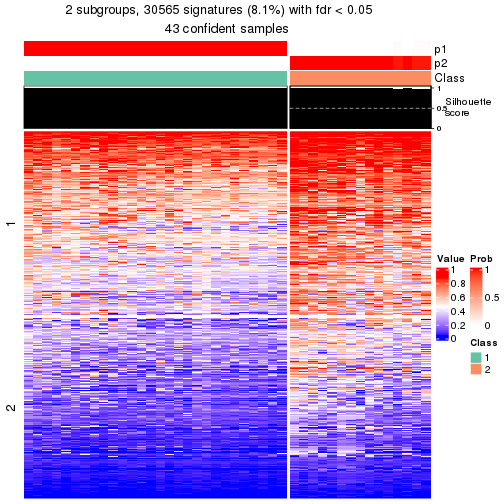 2 subgroups, 30565 signatures (8.1%) with fdr < 0.05
43 confident samples
p1
p2
Class
1
0.5
0
Silhouette
score
1
2
Value
1
0.8
0.6
0.4
0.2
0
Prob
1
0.5
0
Class
1
2